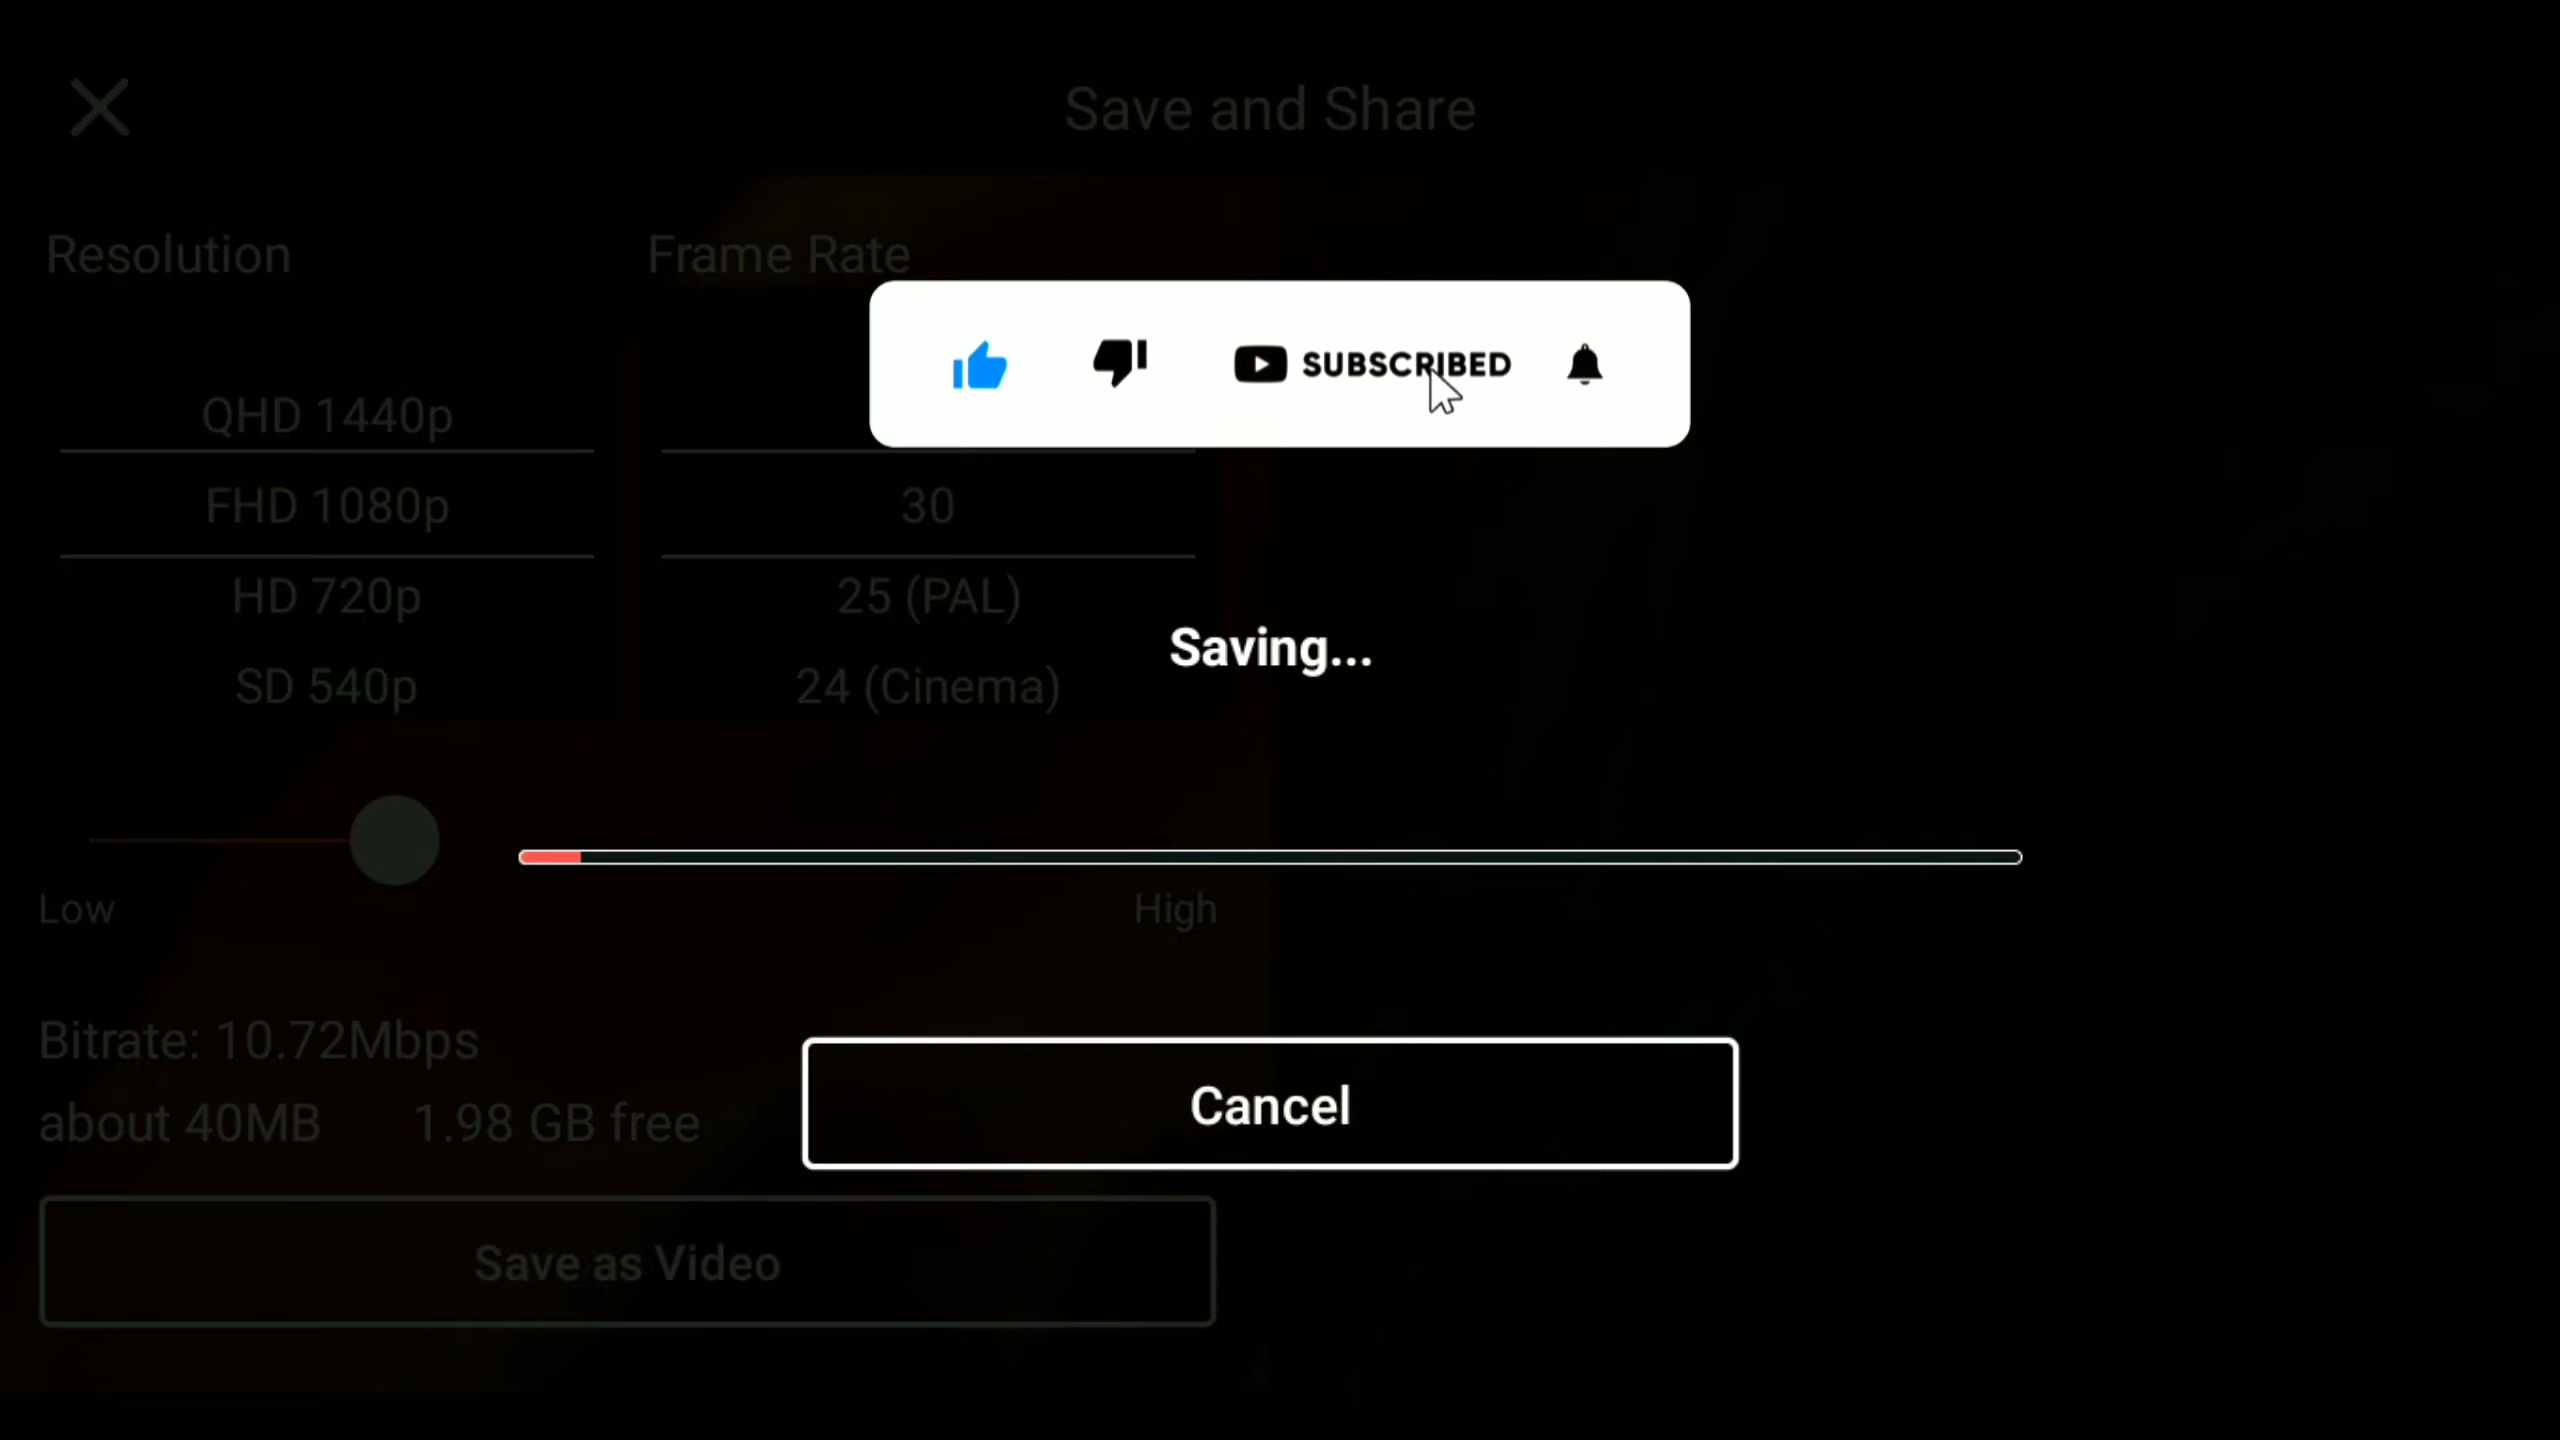 Save and Share
Resolution
Frame Rate
SUBSCRIBED
QHD 1440p
FHD 1080p
30
HD 720p
25 (PAL)
Saving...
SD 540p
24 (Cinema)
Low
High
Bitrate: 10.72Mbps
about 40MB 1.98 GB free
Cancel
Save as Video